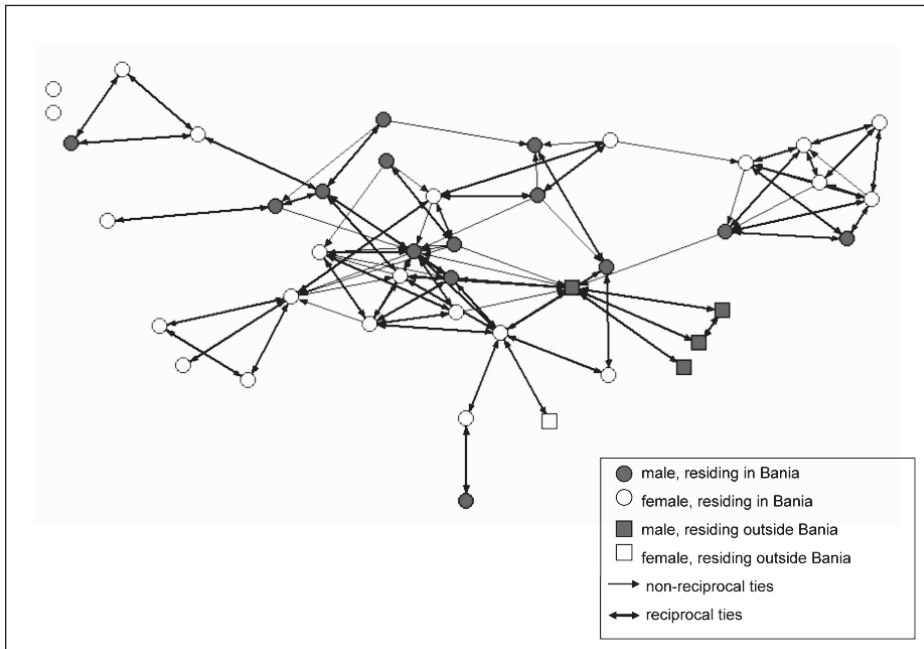 male, residing in Bania
female, residing in Bania
male, residing outside Bania
female, residing outside Bania
non-reciprocal ties
reciprocal ties